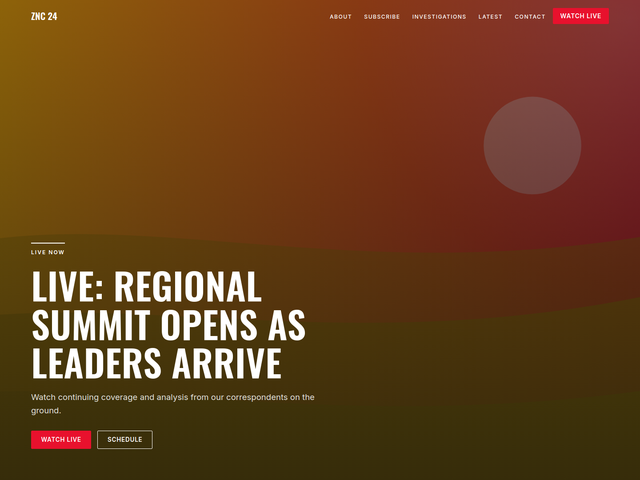 ZNC 24
ABOUT SUBSCRIBE INVESTIGATIONS LATEST CONTACT WATCH LIVE
LIVE NOW
LIVE: REGIONAL
SUMMIT OPENS AS
LEADERS ARRIVE
Watch continuing coverage and analysis from our correspondents on the
ground.
WATCH LIVE SCHEDULE